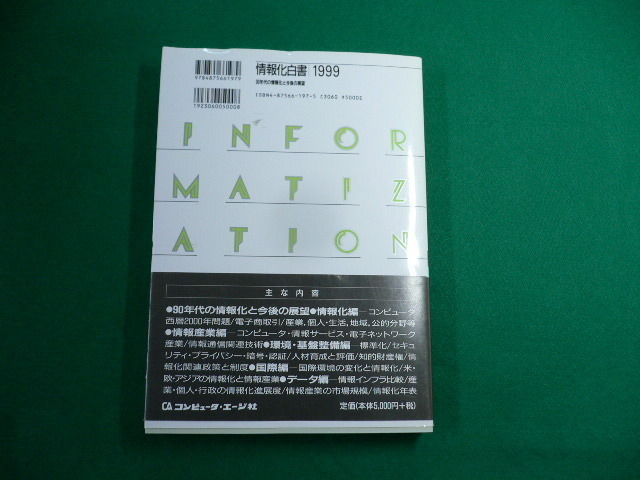 情報化白書 1999
90年代の情報化と今後の展望
9784875661979
ISBN4-87566-197-5 C3060 ¥5000E
1923060050008
INFOR
MATIZ
ATION
主な内容
●90年代の情報化と今後の展望●情報化編─コンピュータ
西暦2000年問題/電子商取引/産業,個人・生活,地域,公的分野等
●情報産業編─コンピュータ・情報サービス・電子ネットワーク
産業/情報通信関連技術●環境・基盤整備編─標準化/セキュ
リティ・プライバシー・暗号・認証/人材育成と評価/知的財産権/情
報化関連政策と制度●国際編─国際環境の変化と情報化/米・
欧・アジアの情報化と情報産業●データ編─情報インフラ比較/産
業・個人・行政の情報化進展度/情報産業の市場規模/情報化年表
CA コンピュータ・エージ社
定価(本体5,000円+税)